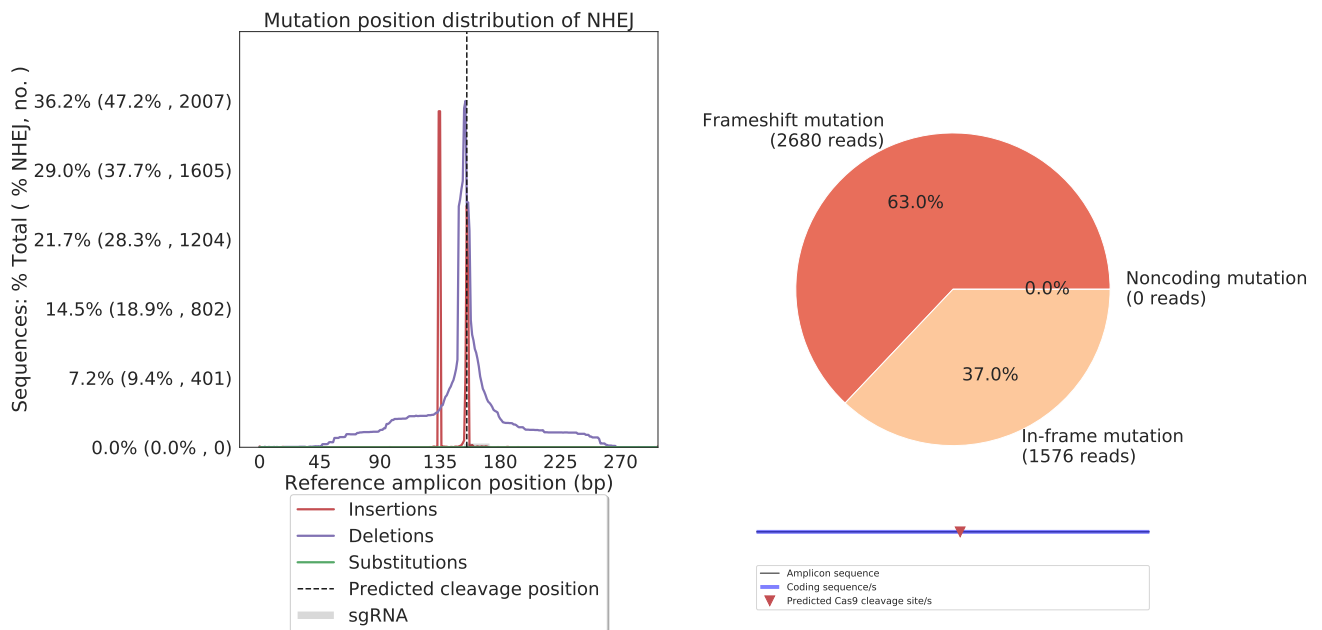 Mutation position distribution of NHEJ
Sequences: % Total ( % NHEJ, no. )
36.2% (47.2% , 2007)
29.0% (37.7% , 1605)
21.7% (28.3% , 1204)
14.5% (18.9% , 802)
7.2% (9.4% , 401)
0.0% (0.0% , 0)
0 45 90 135 180 225 270
Reference amplicon position (bp)
Insertions
Deletions
Substitutions
Predicted cleavage position
sgRNA
Frameshift mutation
(2680 reads)
63.0%
Noncoding mutation
(0 reads)
0.0%
37.0%
In-frame mutation
(1576 reads)
Amplicon sequence
Coding sequence/s
Predicted Cas9 cleavage site/s